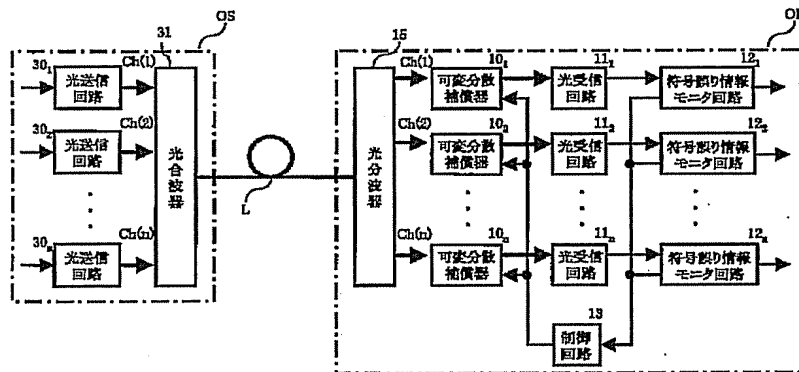 OS
OR
30₁
光送信
回路
Ch(1)
31
光合波器
30₂
光送信
回路
Ch(2)
30ₙ
光送信
回路
Ch(n)
L
15
光分波器
Ch(1)
10₁
可変分散
補償器
11₁
光受信
回路
12₁
符号誤り情報
モニタ回路
Ch(2)
10₂
可変分散
補償器
11₂
光受信
回路
12₂
符号誤り情報
モニタ回路
Ch(n)
10ₙ
可変分散
補償器
11ₙ
光受信
回路
12ₙ
符号誤り情報
モニタ回路
13
制御
回路